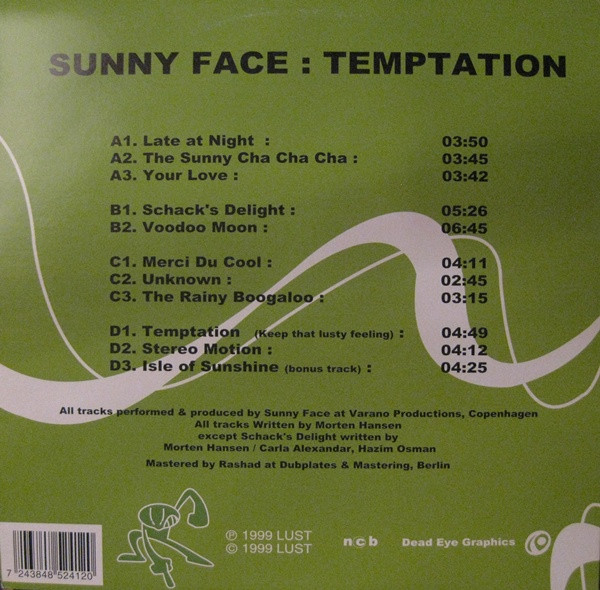 SUNNY FACE : TEMPTATION
A1. Late at Night : 03:50
A2. The Sunny Cha Cha Cha : 03:45
A3. Your Love : 03:42
B1. Schack's Delight : 05:26
B2. Voodoo Moon : 06:45
C1. Merci Du Cool : 04:11
C2. Unknown : 02:45
C3. The Rainy Boogaloo : 03:15
D1. Temptation (Keep that lusty feeling) : 04:49
D2. Stereo Motion : 04:12
D3. Isle of Sunshine (bonus track) : 04:25
All tracks performed & produced by Sunny Face at Varano Productions, Copenhagen
All tracks Written by Morten Hansen
except Schack's Delight written by
Morten Hansen / Carla Alexandar, Hazim Osman
Mastered by Rashad at Dubplates & Mastering, Berlin
℗ 1999 LUST
© 1999 LUST
ncb Dead Eye Graphics
7 243848 524120